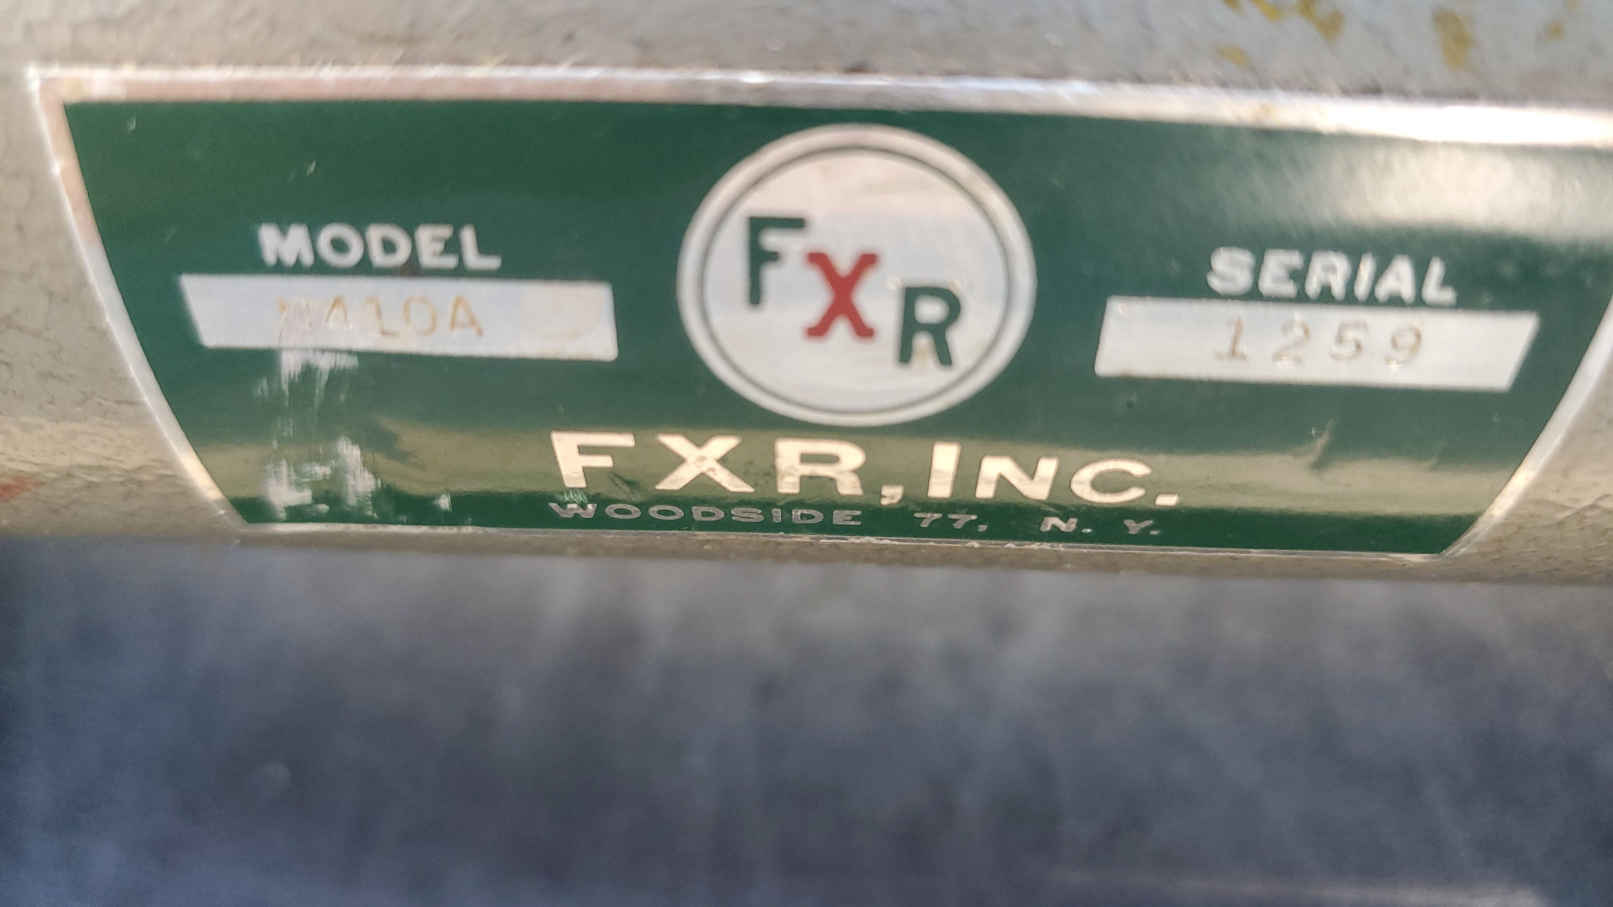 MODEL
FXR
SERIAL
1259
FXR, INC.
WOODSIDE 77, N. Y.